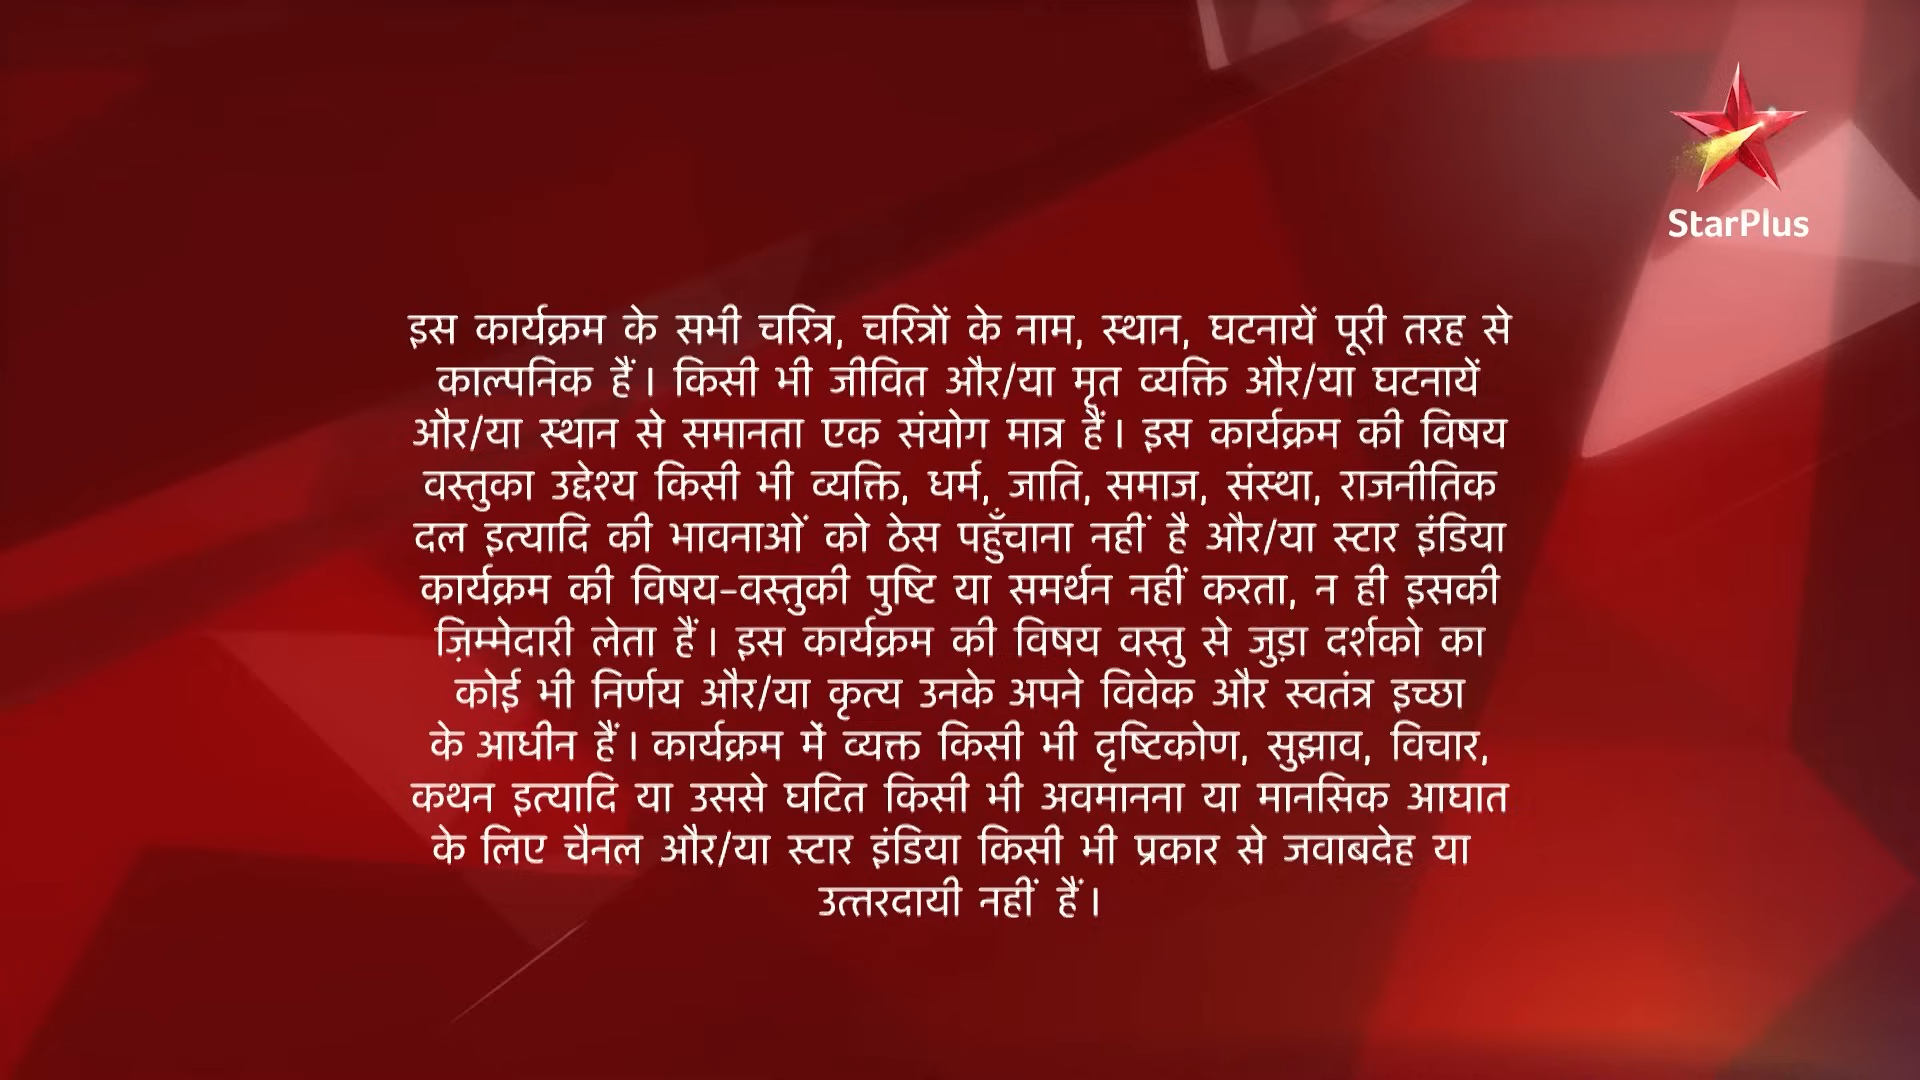 StarPlus
इस कार्यक्रम के सभी चरित्र, चरित्रों के नाम, स्थान, घटनायें पूरी तरह से
काल्पनिक हैं। किसी भी जीवित और/या मृत व्यक्ति और/या घटनायें
और/या स्थान से समानता एक संयोग मात्र हैं। इस कार्यक्रम की विषय
वस्तुका उद्देश्य किसी भी व्यक्ति, धर्म, जाति, समाज, संस्था, राजनीतिक
दल इत्यादि की भावनाओं को ठेस पहुँचाना नहीं है और/या स्टार इंडिया
कार्यक्रम की विषय-वस्तुकी पुष्टि या समर्थन नहीं करता, न ही इसकी
ज़िम्मेदारी लेता हैं। इस कार्यक्रम की विषय वस्तु से जुड़ा दर्शको का
कोई भी निर्णय और/या कृत्य उनके अपने विवेक और स्वतंत्र इच्छा
के आधीन हैं। कार्यक्रम में व्यक्त किसी भी दृष्टिकोण, सुझाव, विचार,
कथन इत्यादि या उससे घटित किसी भी अवमानना या मानसिक आघात
के लिए चैनल और/या स्टार इंडिया किसी भी प्रकार से जवाबदेह या
उत्तरदायी नहीं हैं।